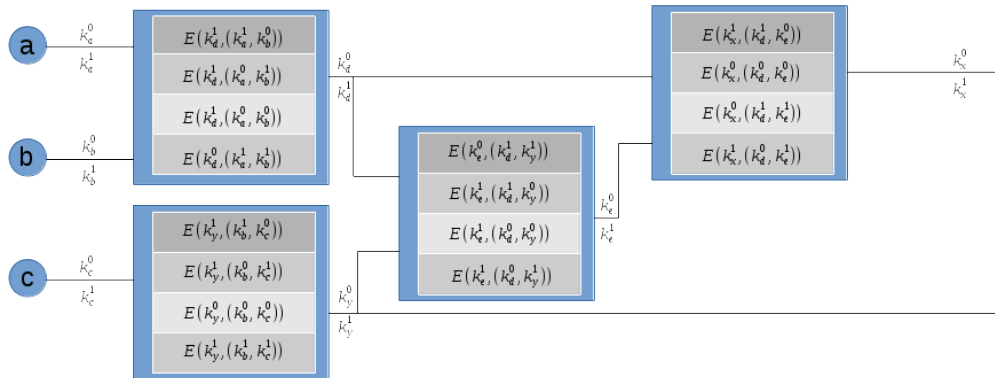 a
k_a^0
k_a^1
b
k_b^0
k_b^1
c
k_c^0
k_c^1
E(k_d^1,(k_a^1,k_b^0))
E(k_d^1,(k_a^0,k_b^1))
E(k_d^1,(k_a^0,k_b^0))
E(k_d^0,(k_a^1,k_b^1))
k_d^0
k_d^1
E(k_y^1,(k_b^1,k_c^0))
E(k_y^1,(k_b^0,k_c^1))
E(k_y^0,(k_b^0,k_c^0))
E(k_y^1,(k_b^1,k_c^1))
k_y^0
k_y^1
E(k_e^0,(k_d^1,k_y^1))
E(k_e^1,(k_d^1,k_y^0))
E(k_e^1,(k_d^0,k_y^0))
E(k_e^1,(k_d^0,k_y^1))
k_e^0
k_e^1
E(k_x^1,(k_d^1,k_e^0))
E(k_x^0,(k_d^0,k_e^0))
E(k_x^0,(k_d^1,k_e^1))
E(k_x^1,(k_d^0,k_e^1))
k_x^0
k_x^1